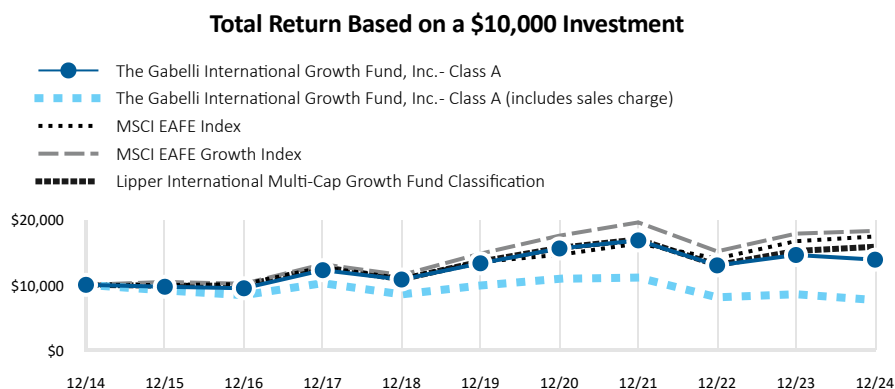 Total Return Based on a $10,000 Investment
The Gabelli International Growth Fund, Inc.- Class A
The Gabelli International Growth Fund, Inc.- Class A (includes sales charge)
MSCI EAFE Index
MSCI EAFE Growth Index
Lipper International Multi-Cap Growth Fund Classification
$20,000
$10,000
$0
12/14 12/15 12/16 12/17 12/18 12/19 12/20 12/21 12/22 12/23 12/24